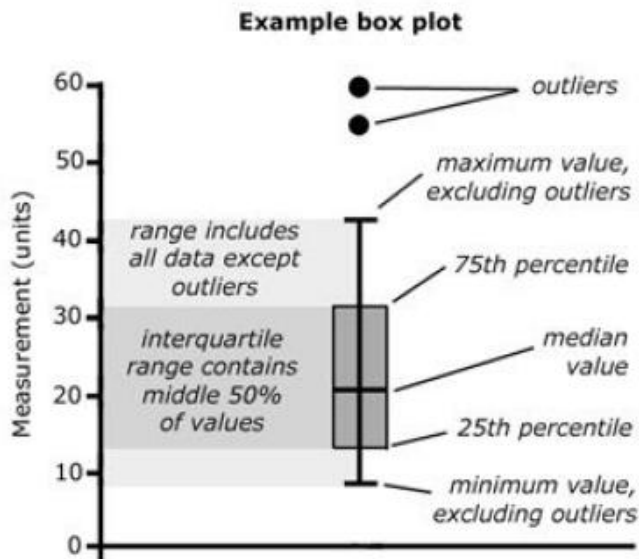 Example box plot
60
50
40
30
20
10
0
Measurement (units)
outliers
maximum value,
excluding outliers
range includes
all data except
outliers
75th percentile
interquartile
range contains
middle 50%
of values
median
value
25th percentile
minimum value,
excluding outliers